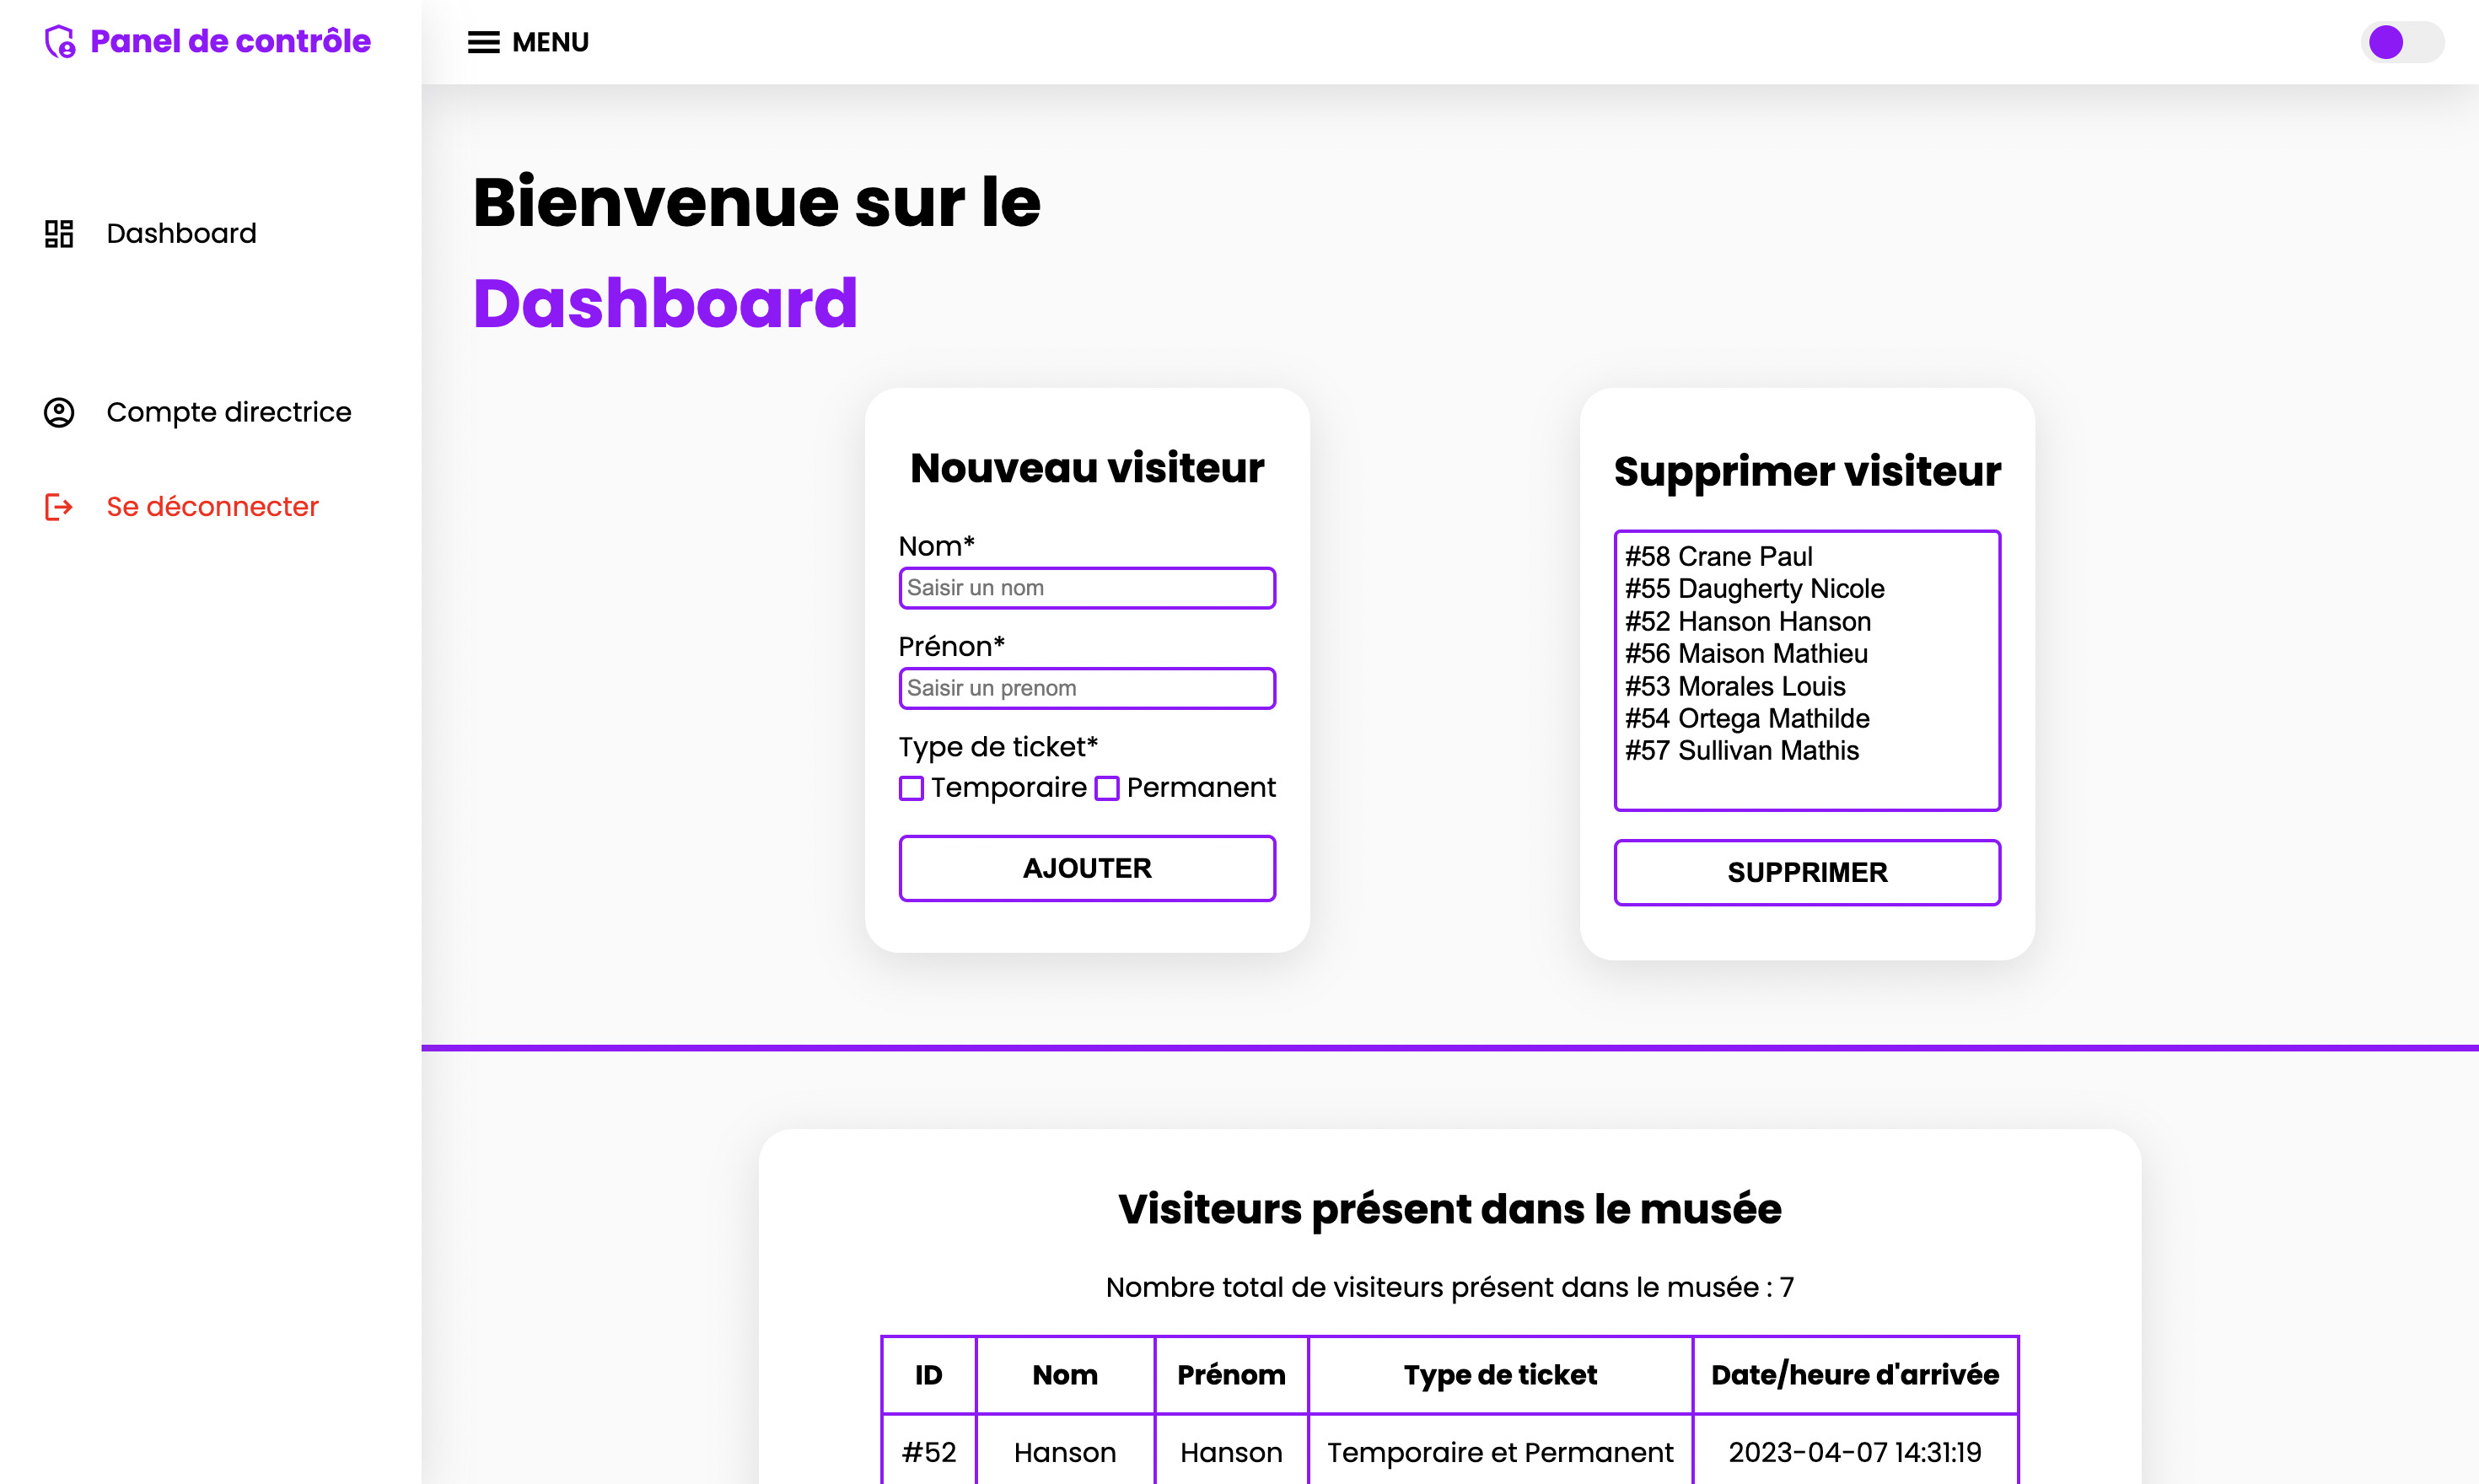 Panel de contrôle
MENU
Dashboard
Compte directrice
Se déconnecter
Bienvenue sur le
Dashboard
Nouveau visiteur
Nom*
Saisir un nom
Prénon*
Saisir un prenom
Type de ticket*
Temporaire Permanent
AJOUTER
Supprimer visiteur
#58 Crane Paul
#55 Daugherty Nicole
#52 Hanson Hanson
#56 Maison Mathieu
#53 Morales Louis
#54 Ortega Mathilde
#57 Sullivan Mathis
SUPPRIMER
Visiteurs présent dans le musée
Nombre total de visiteurs présent dans le musée : 7
ID Nom Prénom Type de ticket Date/heure d'arrivée
#52 Hanson Hanson Temporaire et Permanent 2023-04-07 14:31:19